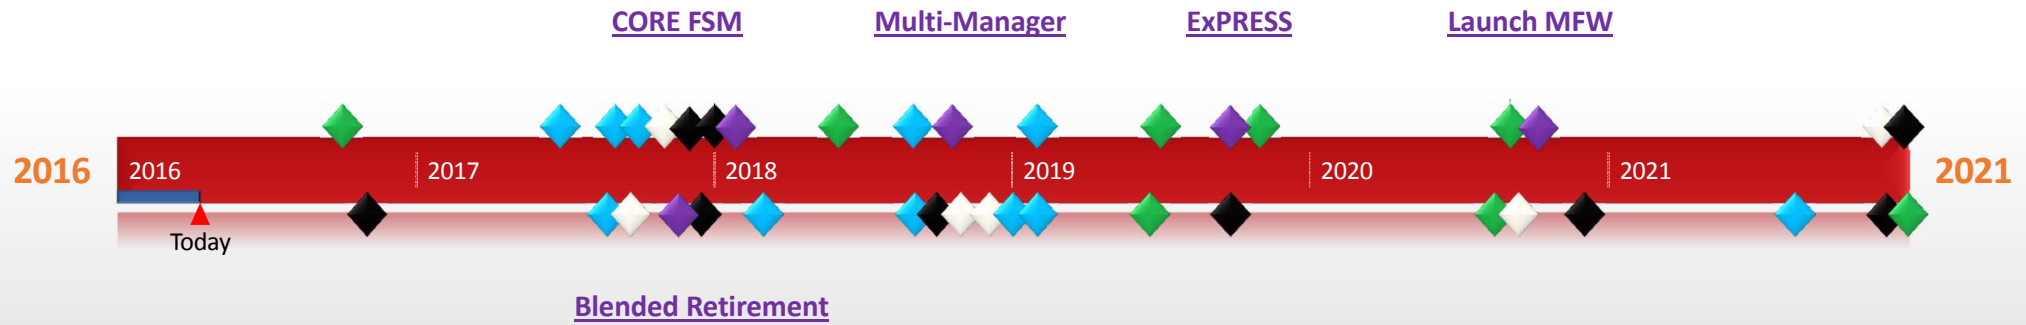 CORE FSM Multi-Manager ExPRESS Launch MFW
2016 2016 2017 2018 2019 2020 2021 2021
Today
Blended Retirement